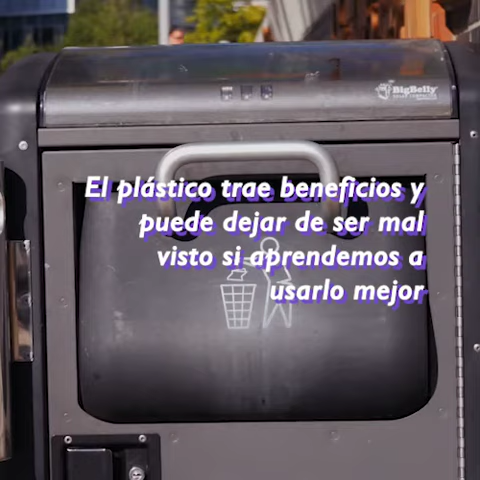 BigBelly
El plástico trae beneficios y
puede dejar de ser mal
visto si aprendemos a
usarlo mejor